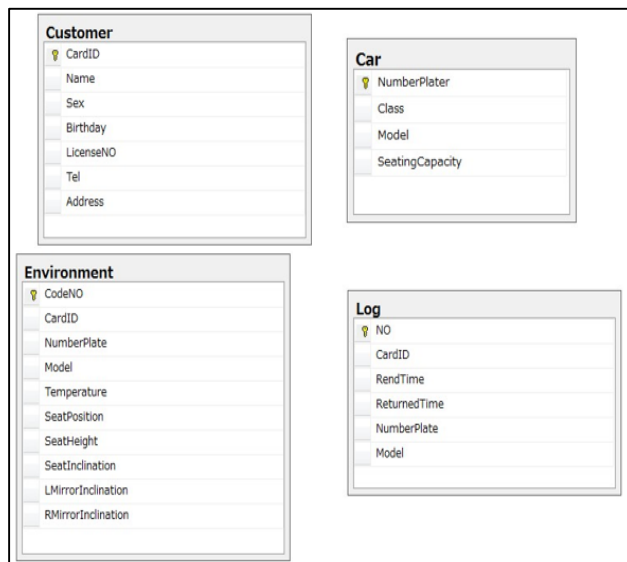 Customer
CardID
Name
Sex
Birthday
LicenseNO
Tel
Address
Car
NumberPlater
Class
Model
SeatingCapacity
Environment
CodeNO
CardID
NumberPlate
Model
Temperature
SeatPosition
SeatHeight
SeatInclination
LMirrorInclination
RMirrorInclination
Log
NO
CardID
RendTime
ReturnedTime
NumberPlate
Model